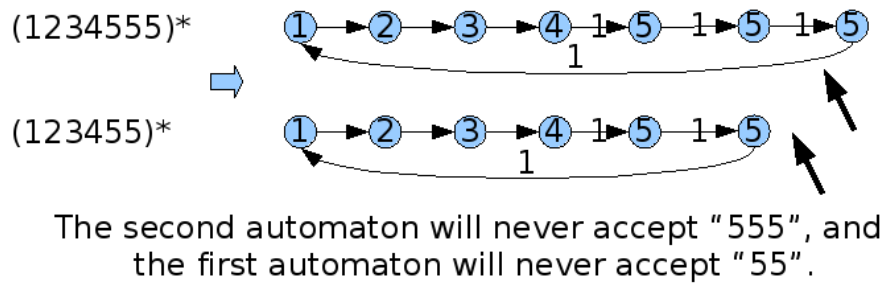 (1234555)* 1 2 3 4 1 5 1 5 1 5
1
(123455)* 1 2 3 4 1 5 1 5
1
The second automaton will never accept “555”, and
the first automaton will never accept “55”.